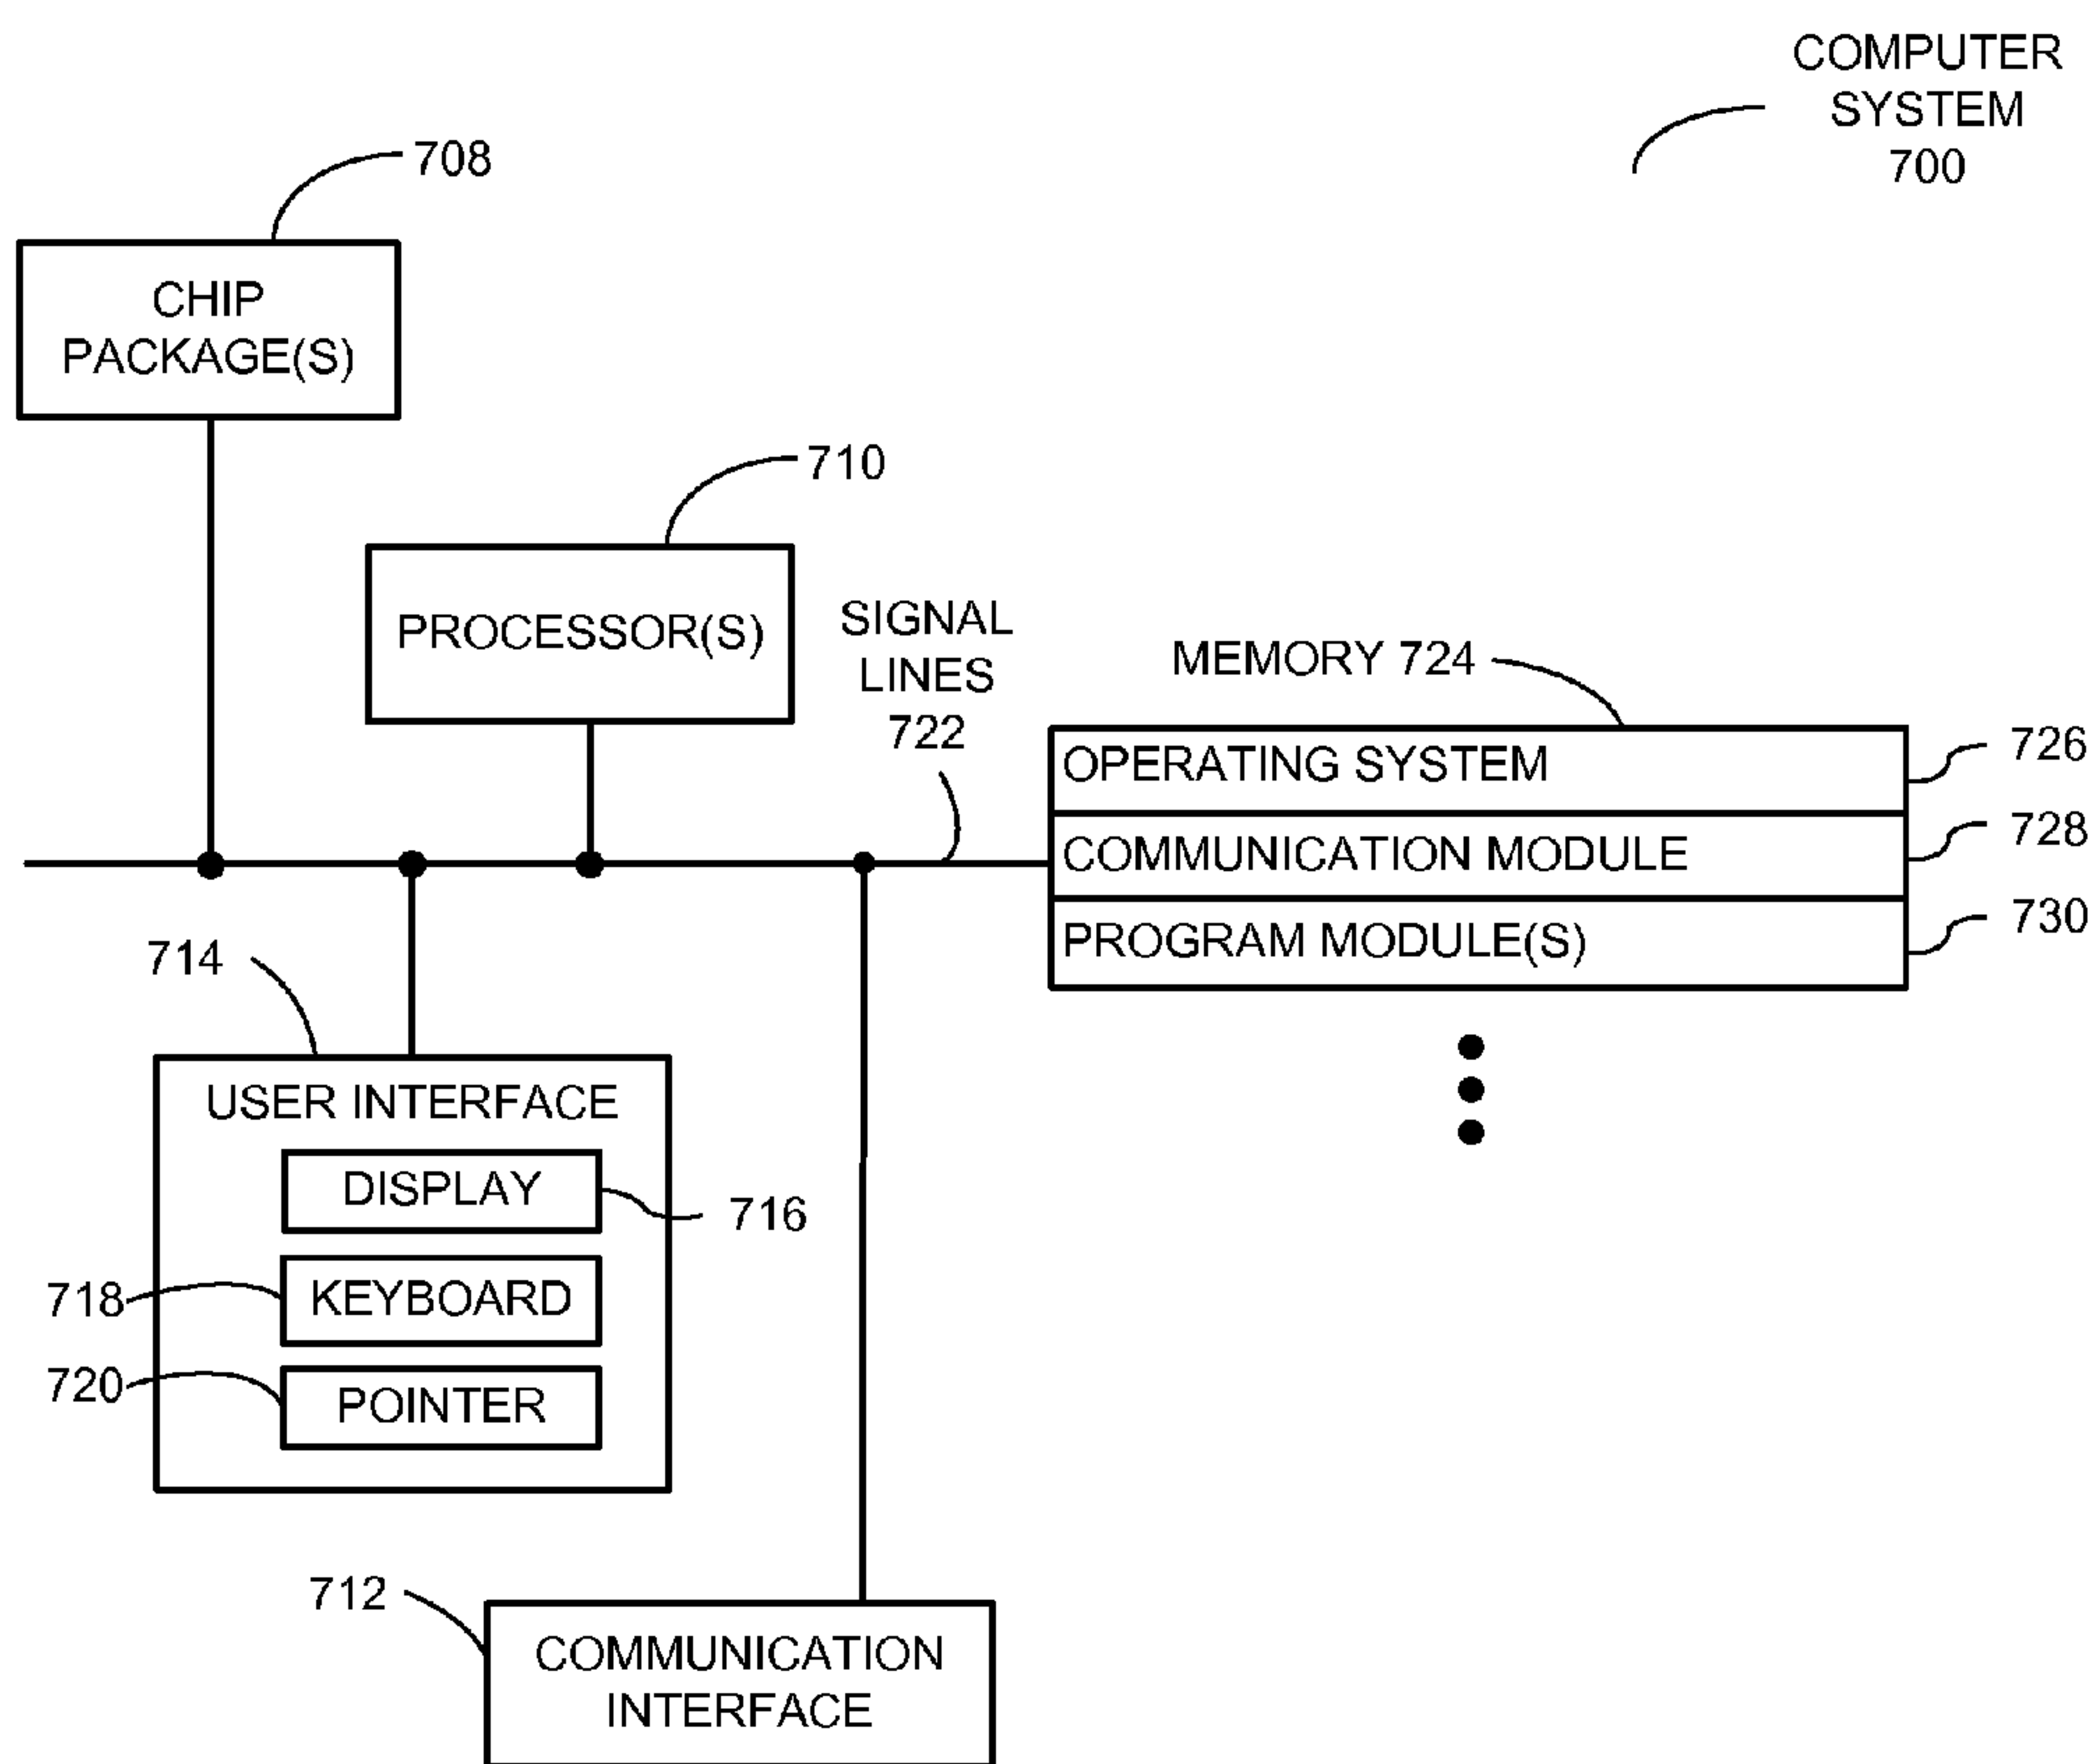 COMPUTER
SYSTEM
700
708
CHIP
PACKAGE(S)
710
PROCESSOR(S)
SIGNAL
LINES
722
MEMORY 724
OPERATING SYSTEM
726
COMMUNICATION MODULE
728
PROGRAM MODULE(S)
730
714
USER INTERFACE
DISPLAY
716
718
KEYBOARD
720
POINTER
712
COMMUNICATION
INTERFACE